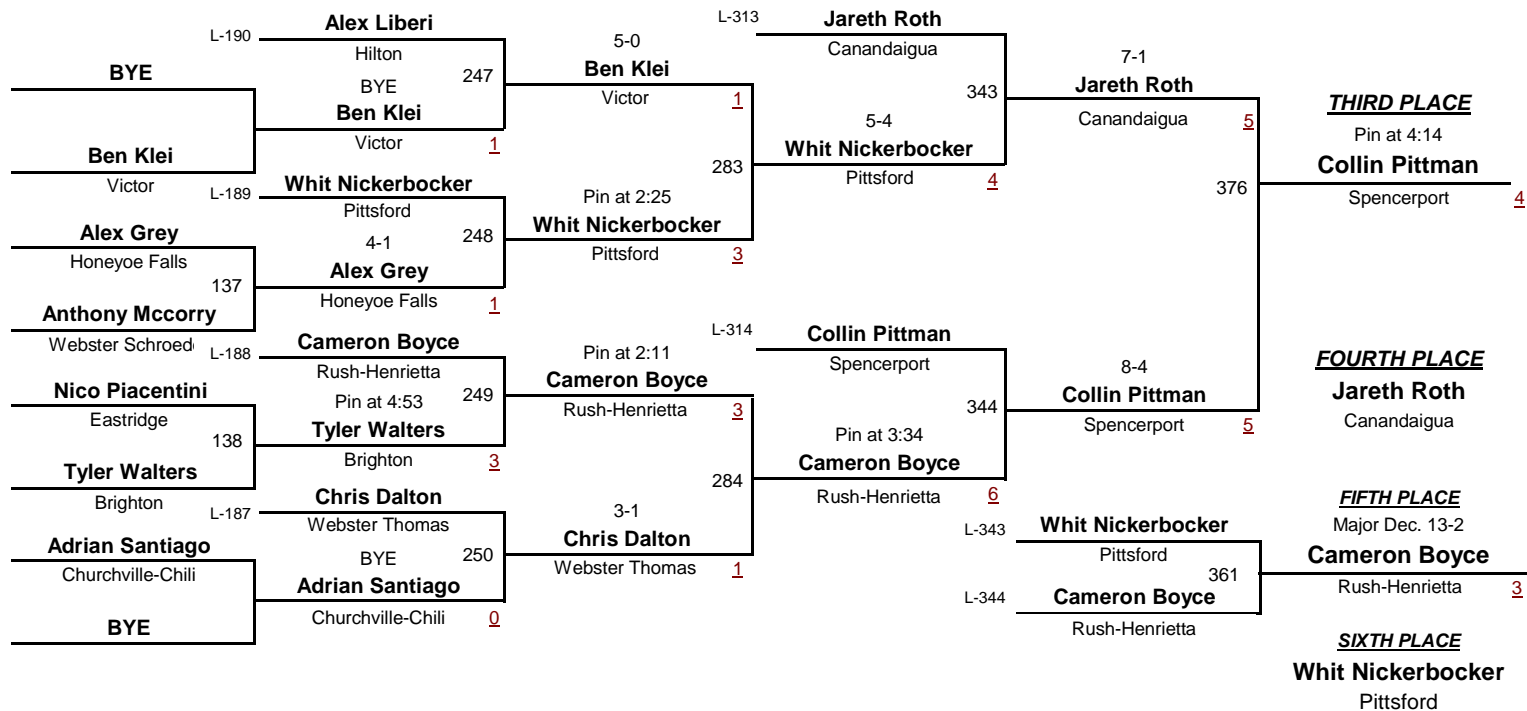 L-190
Alex Liberi
Hilton
BYE
BYE
247
Ben Klei
Victor
1
Ben Klei
Victor
5-0
Ben Klei
Victor
1
L-189
Whit Nickerbocker
Pittsford
Alex Grey
Honeyoe Falls
137
Anthony Mccorry
Webster Schroed
4-1
248
Alex Grey
Honeyoe Falls
1
Pin at 2:25
Whit Nickerbocker
Pittsford
3
283
L-188
Cameron Boyce
Rush-Henrietta
Nico Piacentini
Eastridge
138
Tyler Walters
Brighton
Pin at 4:53
249
Tyler Walters
Brighton
3
Pin at 2:11
Cameron Boyce
Rush-Henrietta
3
L-187
Chris Dalton
Webster Thomas
Adrian Santiago
Churchville-Chili
BYE
BYE
250
Adrian Santiago
Churchville-Chili
0
3-1
Chris Dalton
Webster Thomas
1
284
L-313
Jareth Roth
Canandaigua
343
5-4
Whit Nickerbocker
Pittsford
4
7-1
Jareth Roth
Canandaigua
5
L-314
Collin Pittman
Spencerport
344
Pin at 3:34
Cameron Boyce
Rush-Henrietta
6
8-4
Collin Pittman
Spencerport
5
376
THIRD PLACE
Pin at 4:14
Collin Pittman
Spencerport
4
FOURTH PLACE
Jareth Roth
Canandaigua
L-343
Whit Nickerbocker
Pittsford
361
L-344
Cameron Boyce
Rush-Henrietta
FIFTH PLACE
Major Dec. 13-2
Cameron Boyce
Rush-Henrietta
3
SIXTH PLACE
Whit Nickerbocker
Pittsford